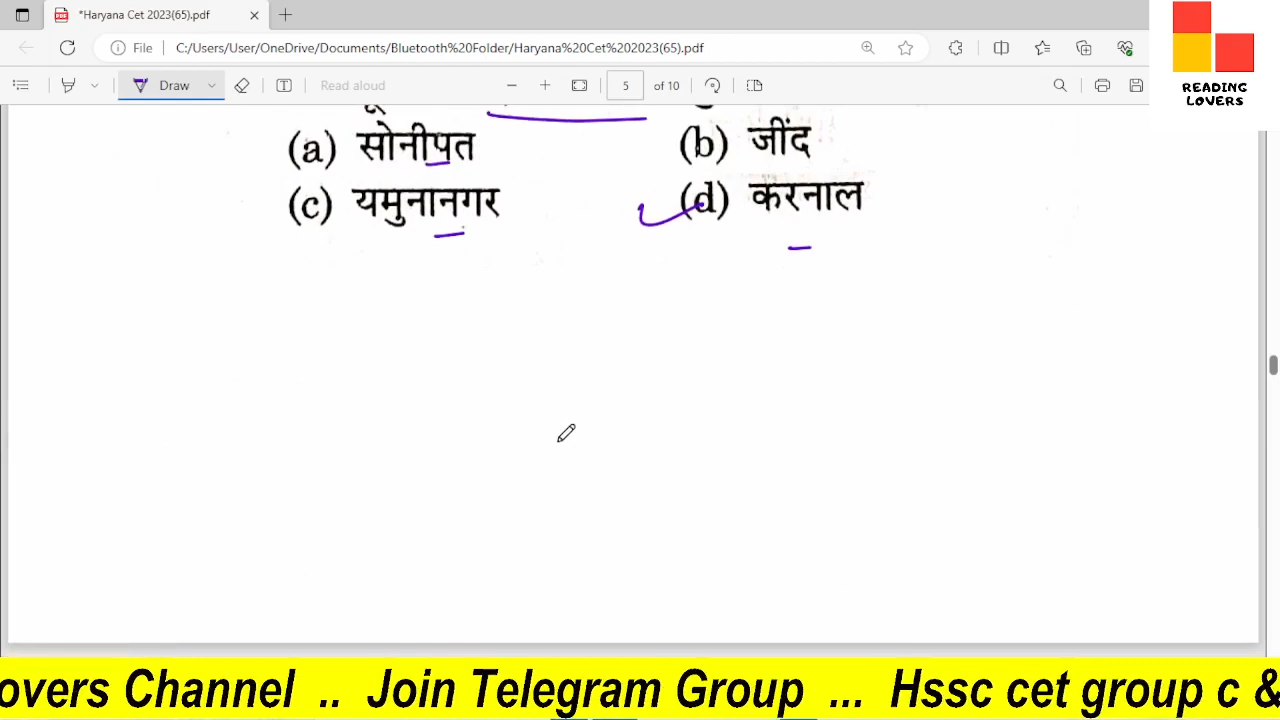 *Haryana Cet 2023(65).pdf
File C:/Users/User/OneDrive/Documents/Bluetooth%20Folder/Haryana%20Cet%202023(65).pdf
Draw Read aloud 5 of 10
READING
LOVERS
(a) सोनीपत (b) जींद
(c) यमुनानगर (d) करनाल
overs Channel .. Join Telegram Group ... Hssc cet group c &